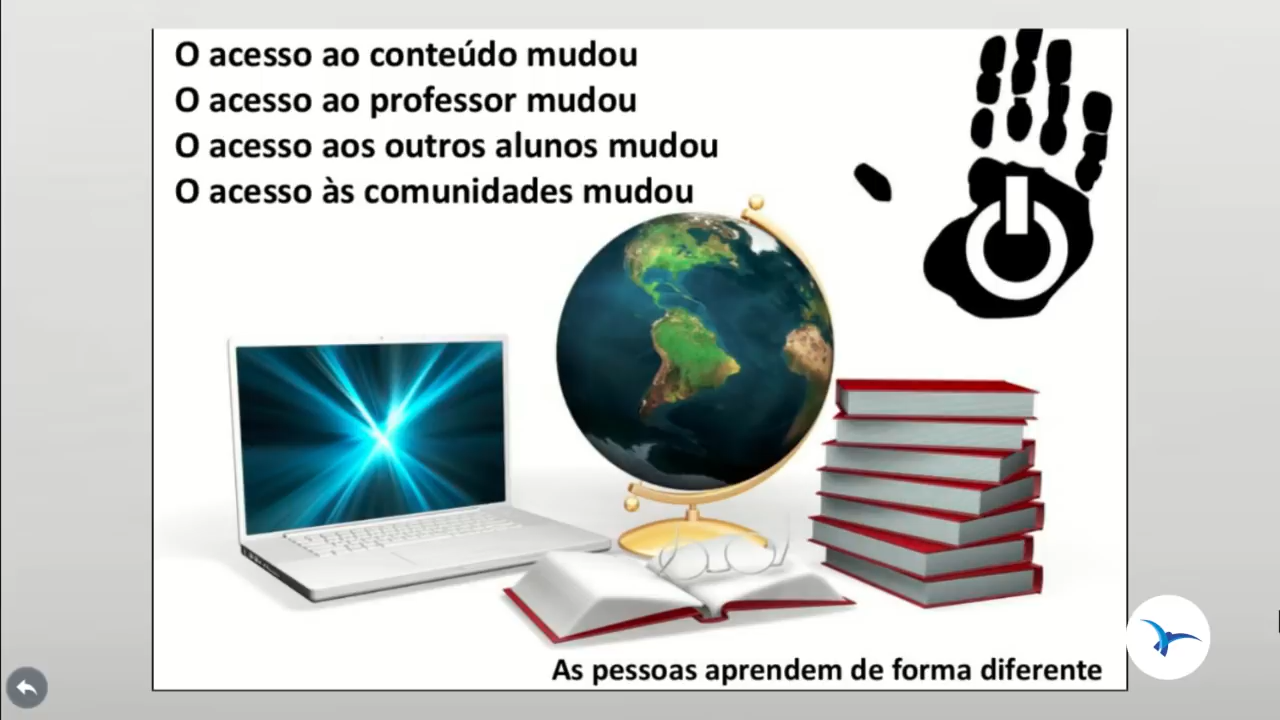 O acesso ao conteúdo mudou
O acesso ao professor mudou
O acesso aos outros alunos mudou
O acesso às comunidades mudou
As pessoas aprendem de forma diferente